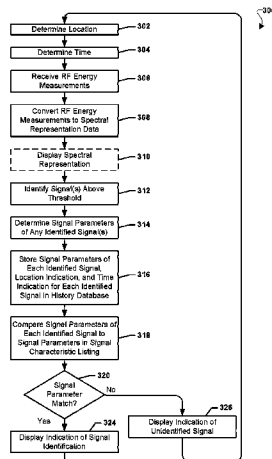 300
Determine Location
302
Determine Time
304
Receive RF Energy
Measurements
306
Convert RF Energy
Measurements to Spectral
Representation Data
308
Display Spectral
Representation
310
Identify Signal(s) Above
Threshold
312
Determine Signal Parameters
of Any Identified Signal(s)
314
Store Signal Parameters of
Each Identified Signal,
Location Indication, and Time
Indication for Each Identified
Signal in History Database
316
Compare Signal Parameters of
Each Identified Signal to
Signal Parameters in Signal
Characteristic Listing
318
Signal
Parameter
Match?
320
No
Yes
324
Display Indication of Signal
Identification
326
Display Indication of
Unidentified Signal